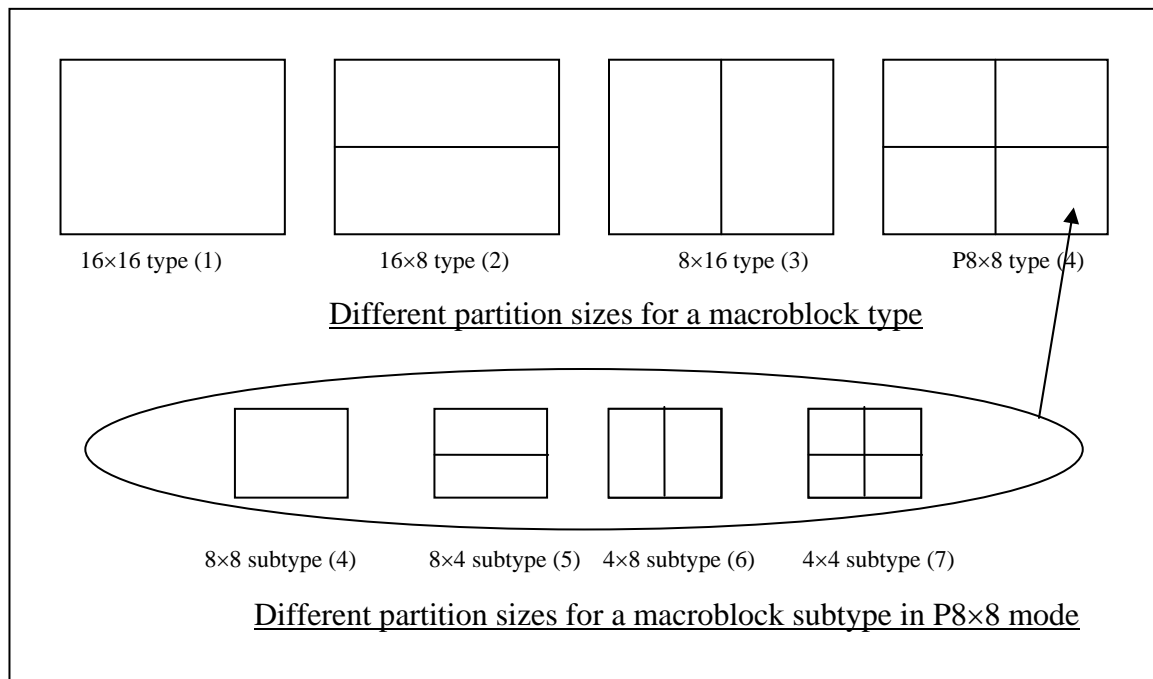 16×16 type (1) 16×8 type (2) 8×16 type (3) P8×8 type (4)
Different partition sizes for a macroblock type
8×8 subtype (4) 8×4 subtype (5) 4×8 subtype (6) 4×4 subtype (7)
Different partition sizes for a macroblock subtype in P8×8 mode